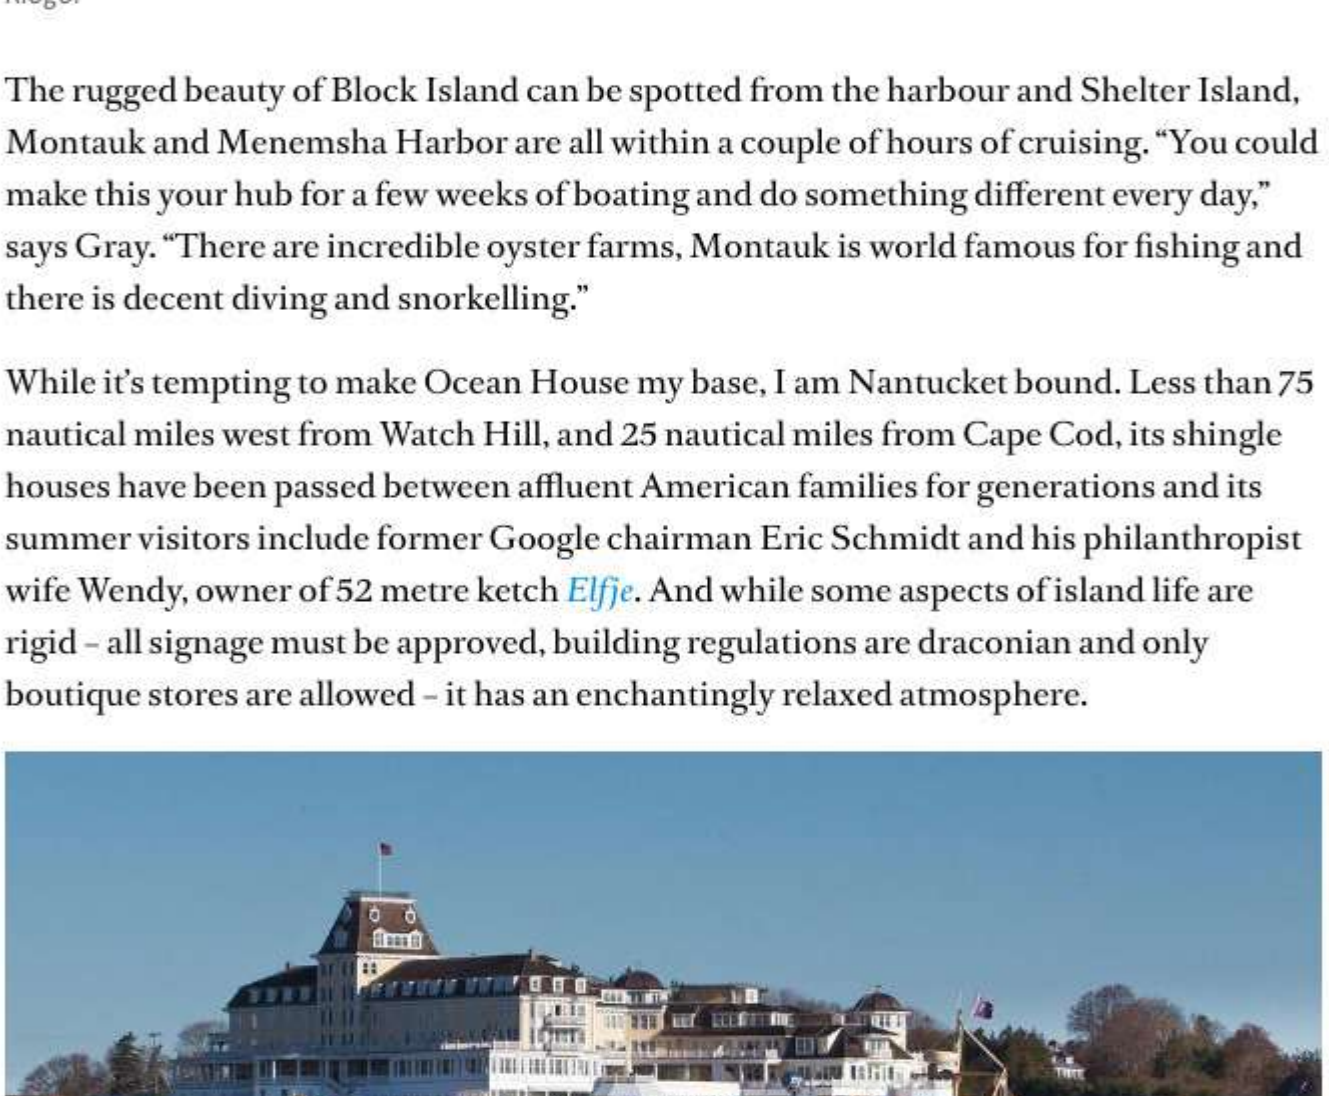 The rugged beauty of Block Island can be spotted from the harbour and Shelter Island,
Montauk and Menemsha Harbor are all within a couple of hours of cruising. “You could
make this your hub for a few weeks of boating and do something different every day,”
says Gray. “There are incredible oyster farms, Montauk is world famous for fishing and
there is decent diving and snorkelling.”
While it’s tempting to make Ocean House my base, I am Nantucket bound. Less than 75
nautical miles west from Watch Hill, and 25 nautical miles from Cape Cod, its shingle
houses have been passed between affluent American families for generations and its
summer visitors include former Google chairman Eric Schmidt and his philanthropist
wife Wendy, owner of 52 metre ketch Elfje. And while some aspects of island life are
rigid – all signage must be approved, building regulations are draconian and only
boutique stores are allowed – it has an enchantingly relaxed atmosphere.